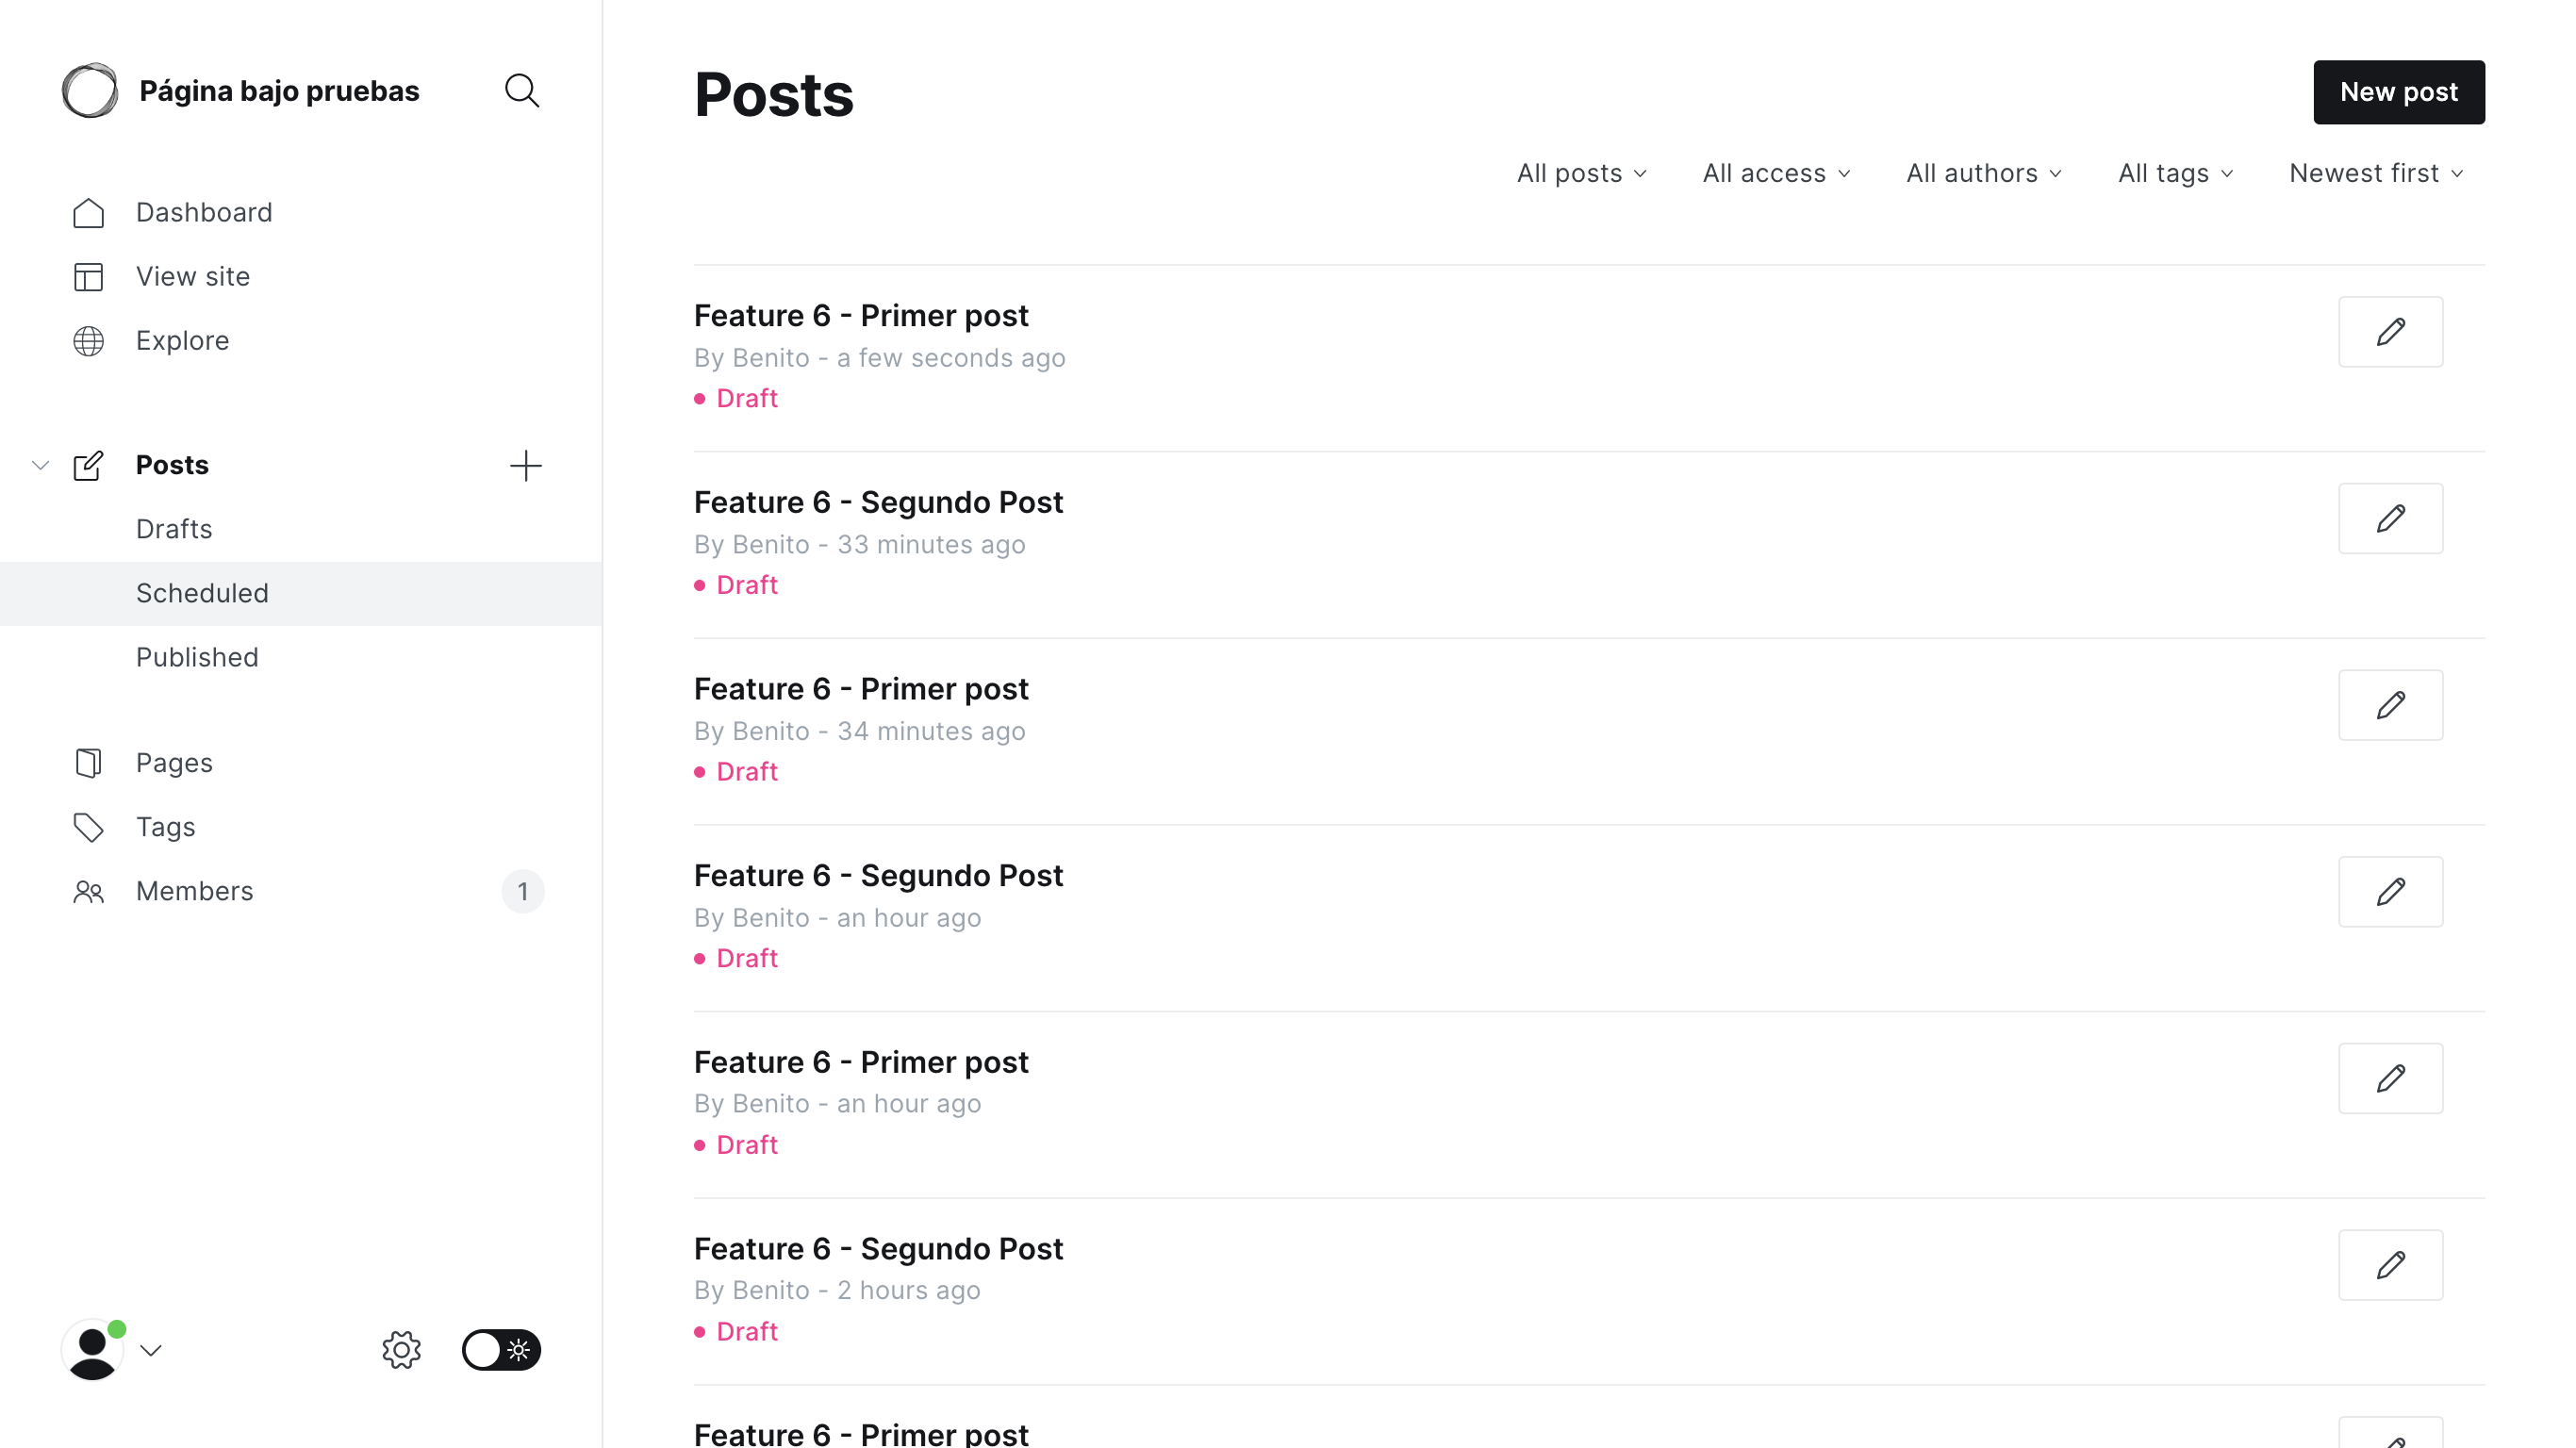 Página bajo pruebas
Dashboard
View site
Explore
Posts
Drafts
Scheduled
Published
Pages
Tags
Members 1
Posts
New post
All posts All access All authors All tags Newest first
Feature 6 - Primer post
By Benito - a few seconds ago
Draft
Feature 6 - Segundo Post
By Benito - 33 minutes ago
Draft
Feature 6 - Primer post
By Benito - 34 minutes ago
Draft
Feature 6 - Segundo Post
By Benito - an hour ago
Draft
Feature 6 - Primer post
By Benito - an hour ago
Draft
Feature 6 - Segundo Post
By Benito - 2 hours ago
Draft
Feature 6 - Primer post